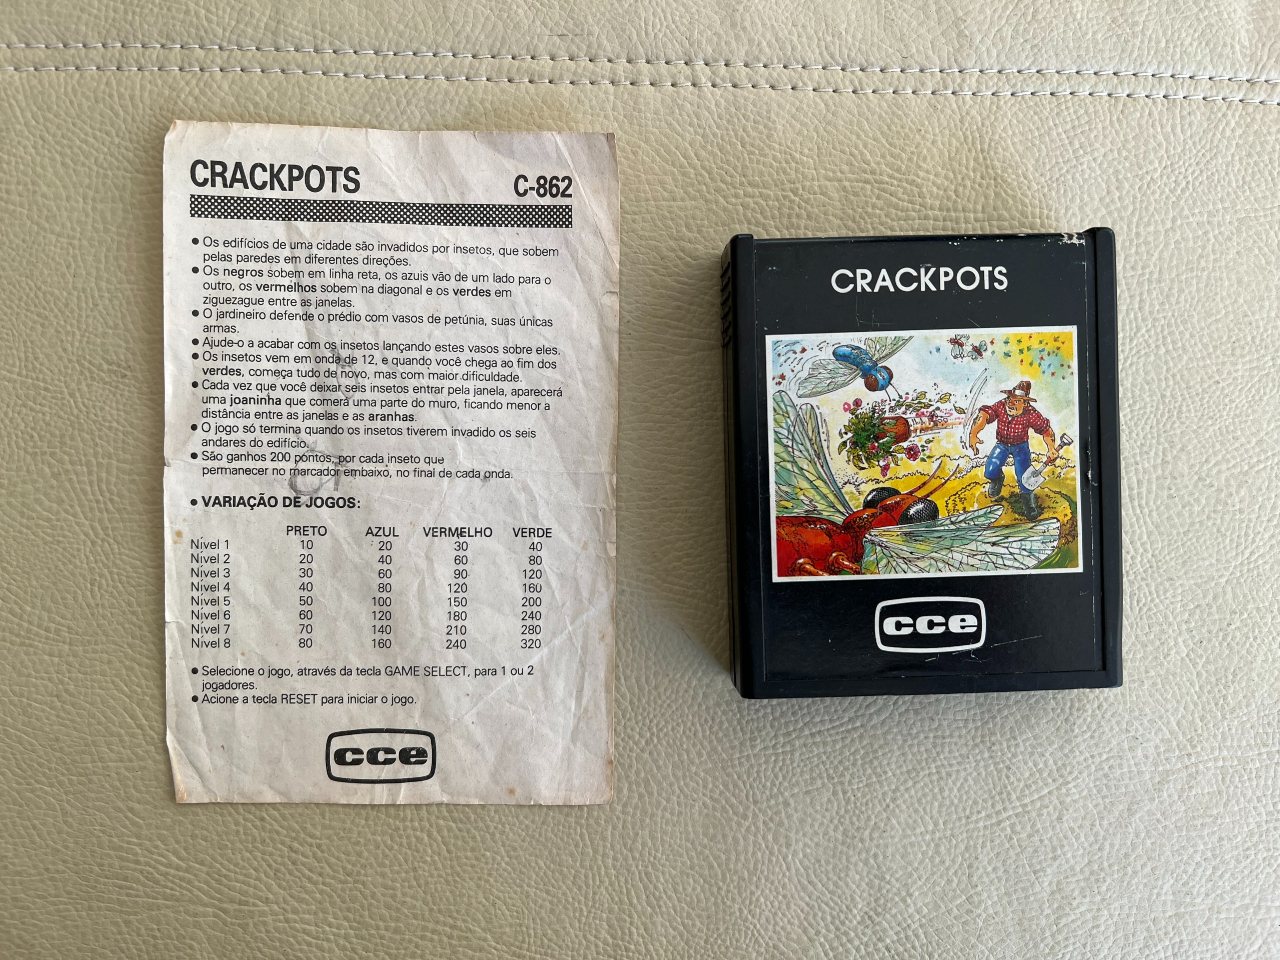 CRACKPOTS
C-862
• Os edifícios de uma cidade são invadidos por insetos, que sobem
pelas paredes em diferentes direções.
• Os negros sobem em linha reta, os azuis vão de um lado para o
outro, os vermelhos sobem na diagonal e os verdes em
ziguezague entre as janelas.
• O jardineiro defende o prédio com vasos de petúnia, suas únicas
armas.
• Ajude-o a acabar com os insetos lançando estes vasos sobre eles.
• Os insetos vem em onda de 12, e quando você chega ao fim dos
verdes, começa tudo de novo, mas com maior dificuldade.
• Cada vez que você deixar seis insetos entrar pela janela, aparecerá
uma joaninha que comerá uma parte do muro, ficando menor a
distância entre as janelas e as aranhas.
• O jogo só termina quando os insetos tiverem invadido os seis
andares do edifício.
• São ganhos 200 pontos, por cada inseto que
permanecer no marcador embaixo, no final de cada onda.
• VARIAÇÃO DE JOGOS:
PRETO AZUL VERMELHO VERDE
Nível 1 10 20 30 40
Nível 2 20 40 60 80
Nível 3 30 60 90 120
Nível 4 40 80 120 160
Nível 5 50 100 150 200
Nível 6 60 120 180 240
Nível 7 70 140 210 280
Nível 8 80 160 240 320
• Selecione o jogo, através da tecla GAME SELECT, para 1 ou 2
jogadores.
• Acione a tecla RESET para iniciar o jogo.
cce
CRACKPOTS
cce